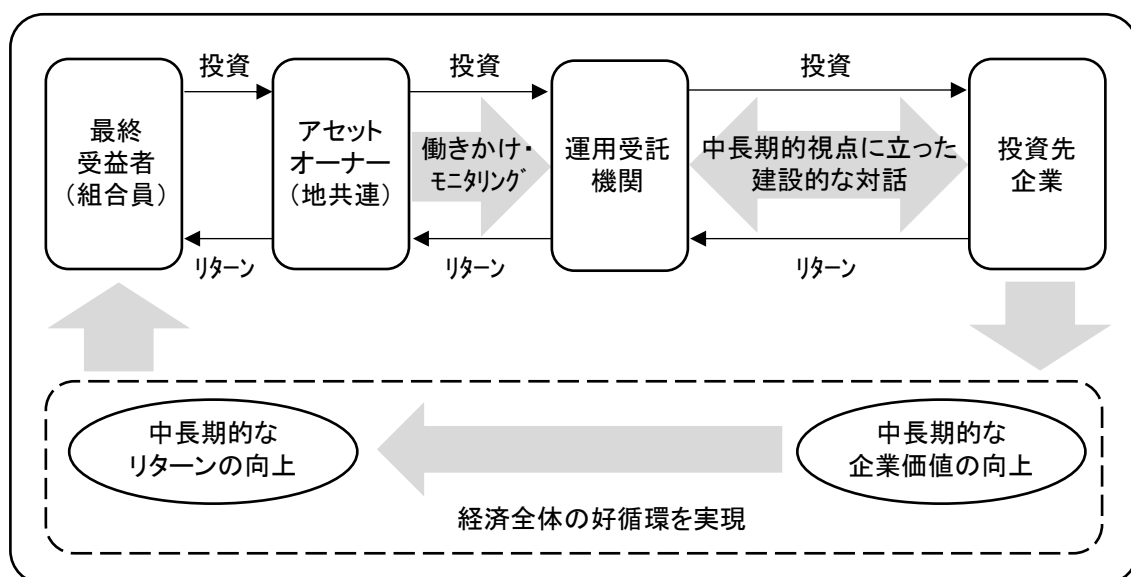 投資
投資
投資
最終
受益者
（組合員）
アセット
オーナー
（地共連）
働きかけ・
ﾓﾆﾀﾘﾝｸﾞ
運用受託
機関
中長期的視点に立った
建設的な対話
投資先
企業
ﾘﾀｰﾝ
ﾘﾀｰﾝ
ﾘﾀｰﾝ
中長期的な
リターンの向上
中長期的な
企業価値の向上
経済全体の好循環を実現